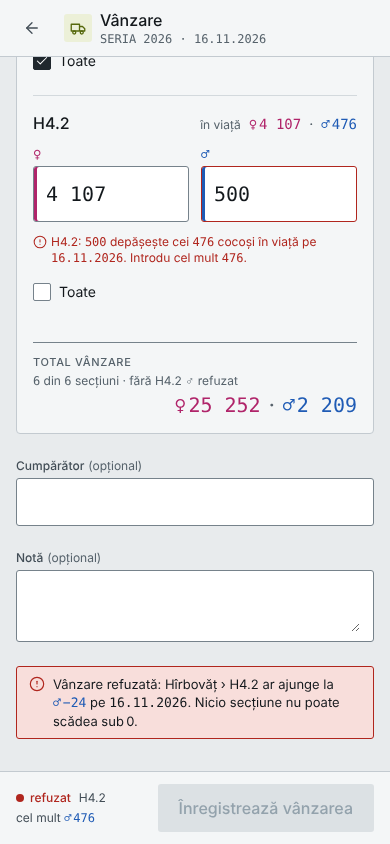 Vânzare
SERIA 2026 · 16.11.2026
Toate
H4.2
în viață ♀4 107 · ♂476
♀ ♂
4 107 500
H4.2: 500 depășește cei 476 cocoși în viață pe
16.11.2026. Introdu cel mult 476.
Toate
TOTAL VÂNZARE
6 din 6 secțiuni · fără H4.2 ♂ refuzat
♀25 252 · ♂2 209
Cumpărător (opțional)
Notă (opțional)
Vânzare refuzată: Hîrbovăț › H4.2 ar ajunge la
♂−24 pe 16.11.2026. Nicio secțiune nu poate
scădea sub 0.
refuzat H4.2
cel mult ♂476
Înregistrează vânzarea